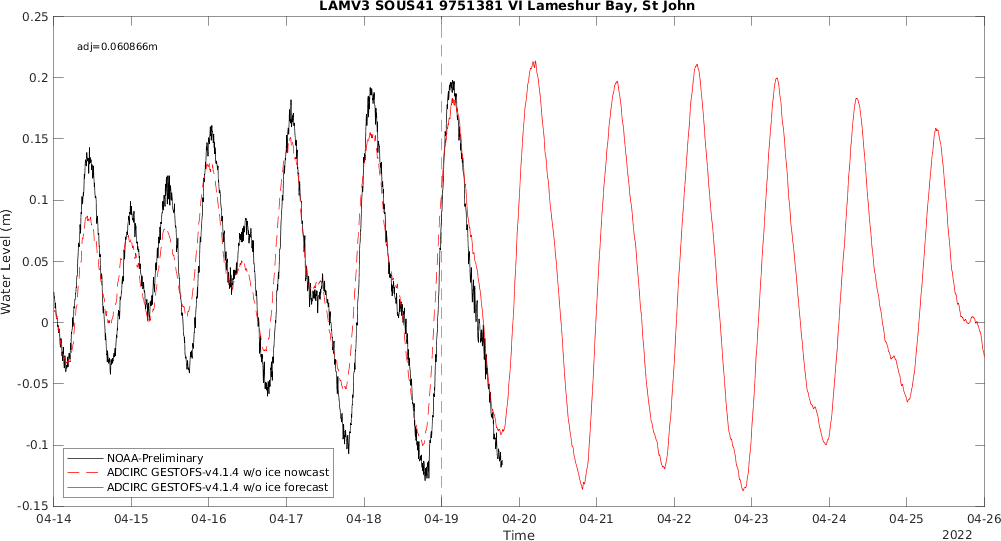 LAMV3 SOUS41 9751381 VI Lameshur Bay, St John
adj=0.060866m
0.25
0.2
0.15
0.1
0.05
0
-0.05
-0.1
-0.15
Water Level (m)
NOAA-Preliminary
ADCIRC GESTOFS-v4.1.4 w/o ice nowcast
ADCIRC GESTOFS-v4.1.4 w/o ice forecast
04-14 04-15 04-16 04-17 04-18 04-19 04-20 04-21 04-22 04-23 04-24 04-25 04-26
Time
2022